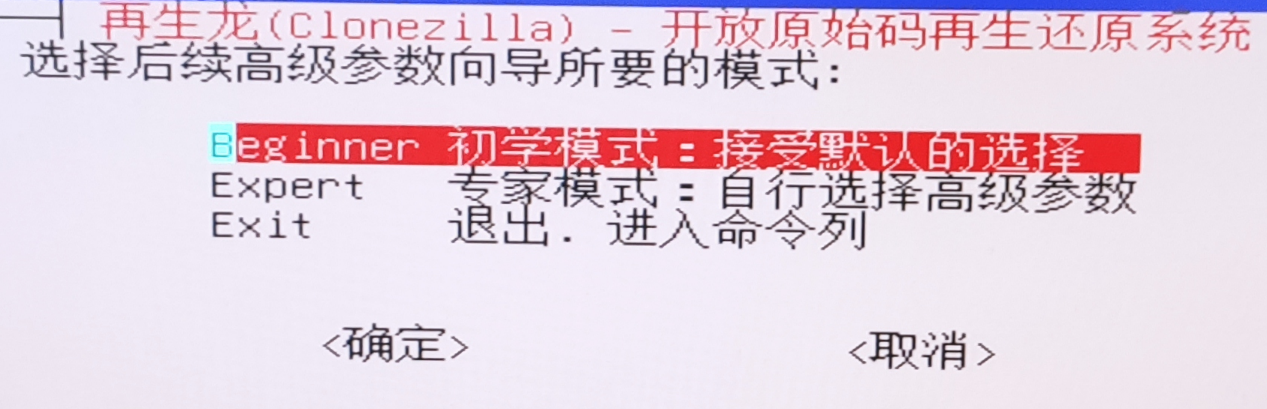 再生龙(Clonezilla) - 开放原始码再生还原系统
选择后续高级参数向导所要的模式:
Beginner 初学模式:接受默认的选择
Expert 专家模式:自行选择高级参数
Exit 退出. 进入命令列
<确定> <取消>